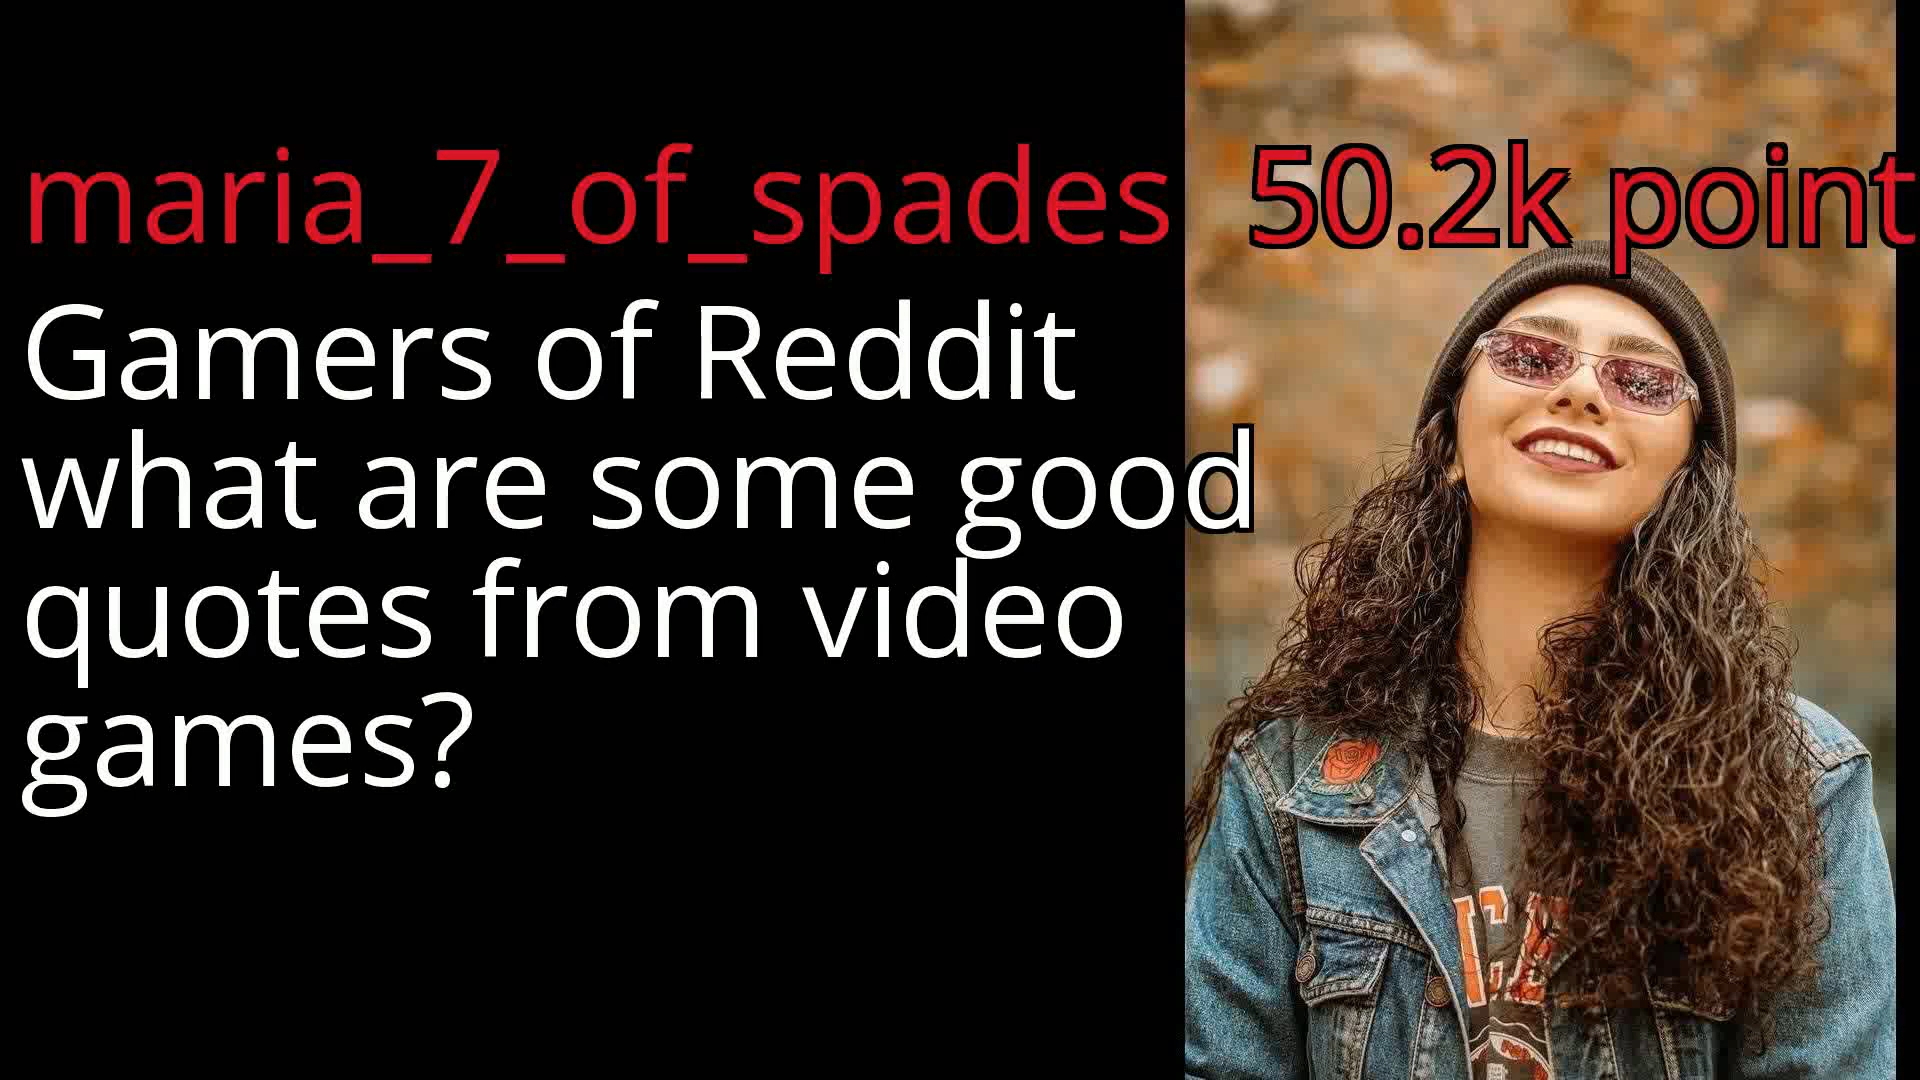 maria_7_of_spades 50.2k point
Gamers of Reddit
what are some good
quotes from video
games?